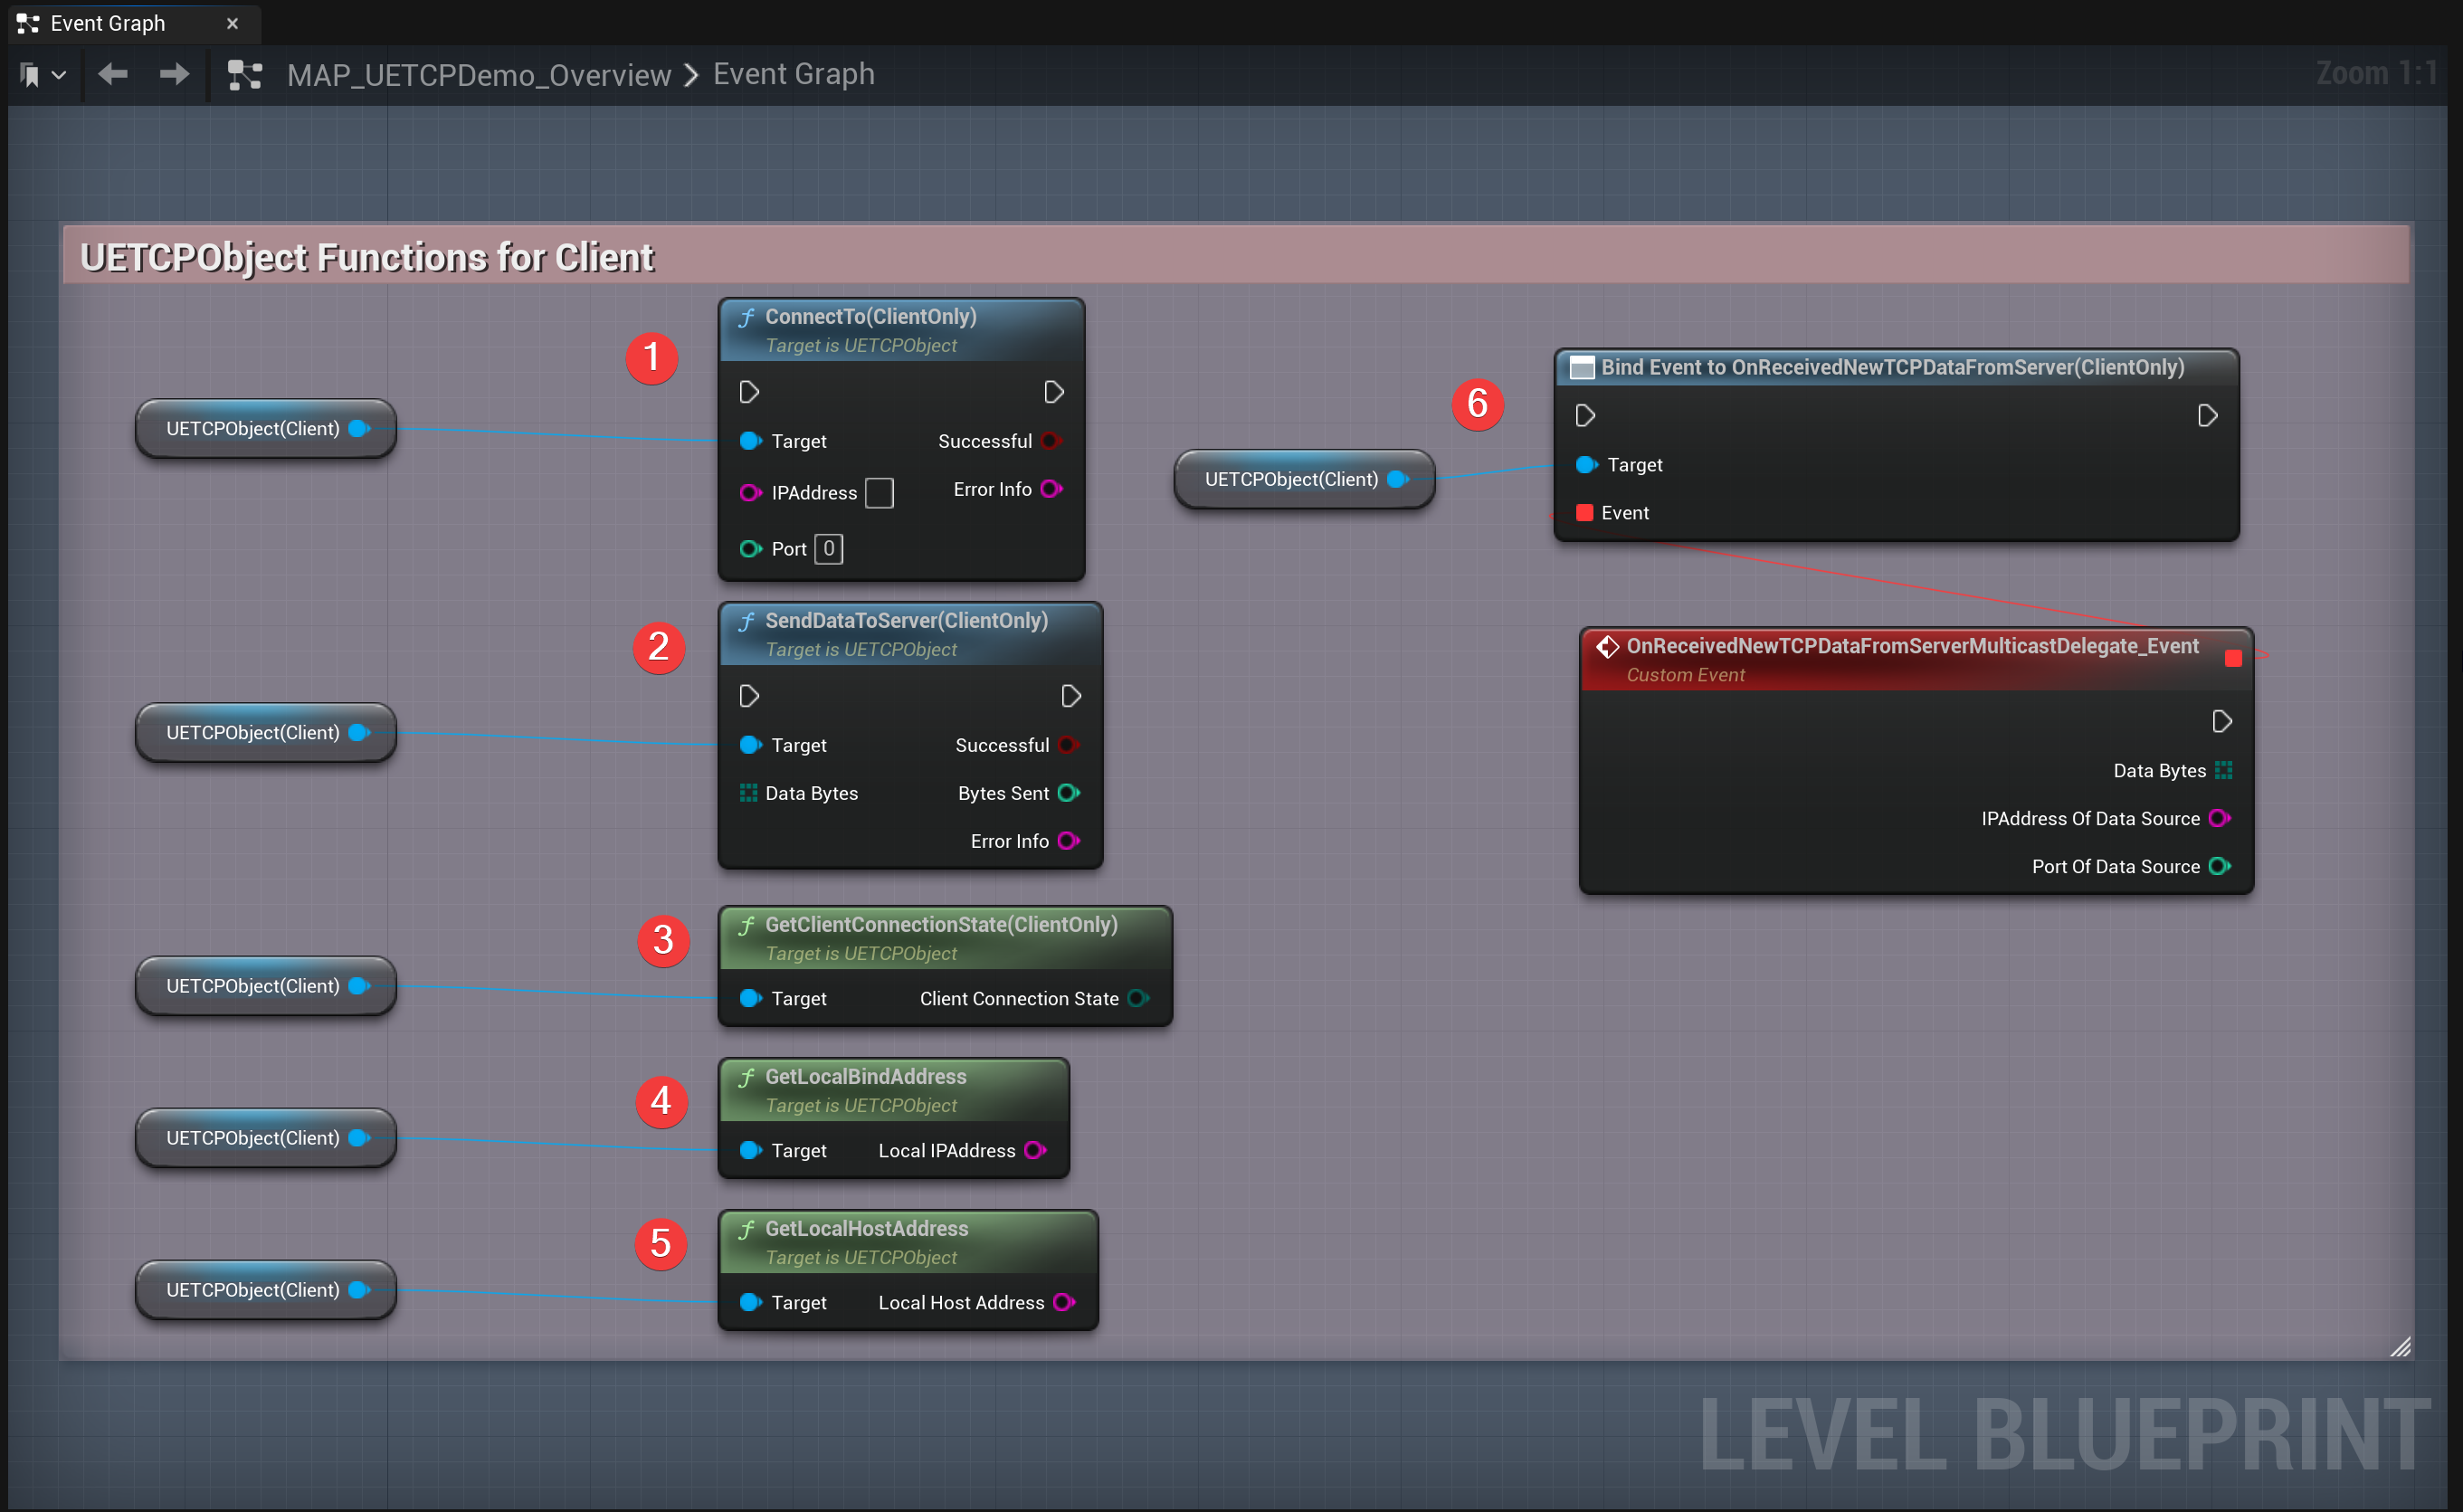 Event Graph
MAP_UETCPDemo_Overview > Event Graph
Zoom 1:1
UETCPObject Functions for Client
1
ConnectTo(ClientOnly)
Target is UETCPObject
UETCPObject(Client)
Target
Successful
IPAddress
Error Info
Port 0
2
SendDataToServer(ClientOnly)
Target is UETCPObject
UETCPObject(Client)
Target
Successful
Data Bytes
Bytes Sent
Error Info
3
GetClientConnectionState(ClientOnly)
Target is UETCPObject
UETCPObject(Client)
Target
Client Connection State
4
GetLocalBindAddress
Target is UETCPObject
UETCPObject(Client)
Target
Local IPAddress
5
GetLocalHostAddress
Target is UETCPObject
UETCPObject(Client)
Target
Local Host Address
6
Bind Event to OnReceivedNewTCPDataFromServer(ClientOnly)
UETCPObject(Client)
Target
Event
OnReceivedNewTCPDataFromServerMulticastDelegate_Event
Custom Event
Data Bytes
IPAddress Of Data Source
Port Of Data Source
LEVEL BLUEPRINT